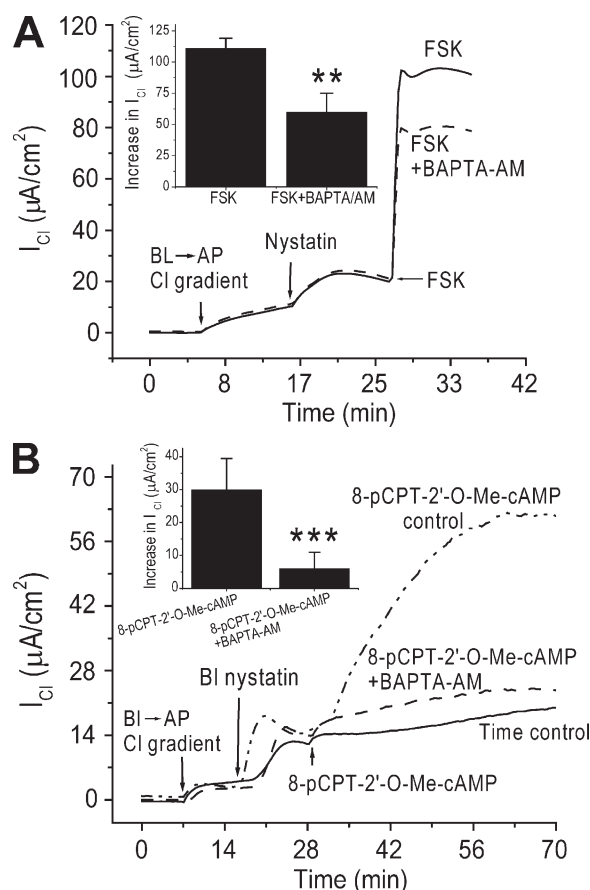 A
I_Cl (µA/cm²)
120
100
80
60
40
20
0
0 8 17 25 33 42
Time (min)
BL→AP
Cl gradient
Nystatin
FSK
FSK
+BAPTA-AM
FSK
Increase in I_Cl (µA/cm²)
125
100
75
50
25
0
**
FSK FSK+BAPTA/AM
B
I_Cl (µA/cm²)
70
56
42
28
14
0
0 14 28 42 56 70
Time (min)
Bl→AP
Cl gradient
Bl nystatin
8-pCPT-2'-O-Me-cAMP
8-pCPT-2'-O-Me-cAMP
control
8-pCPT-2'-O-Me-cAMP
+BAPTA-AM
Time control
Increase in I_Cl (µA/cm²)
40
30
20
10
0
***
8-pCPT-2'-O-Me-cAMP
8-pCPT-2'-O-Me-cAMP
+BAPTA-AM